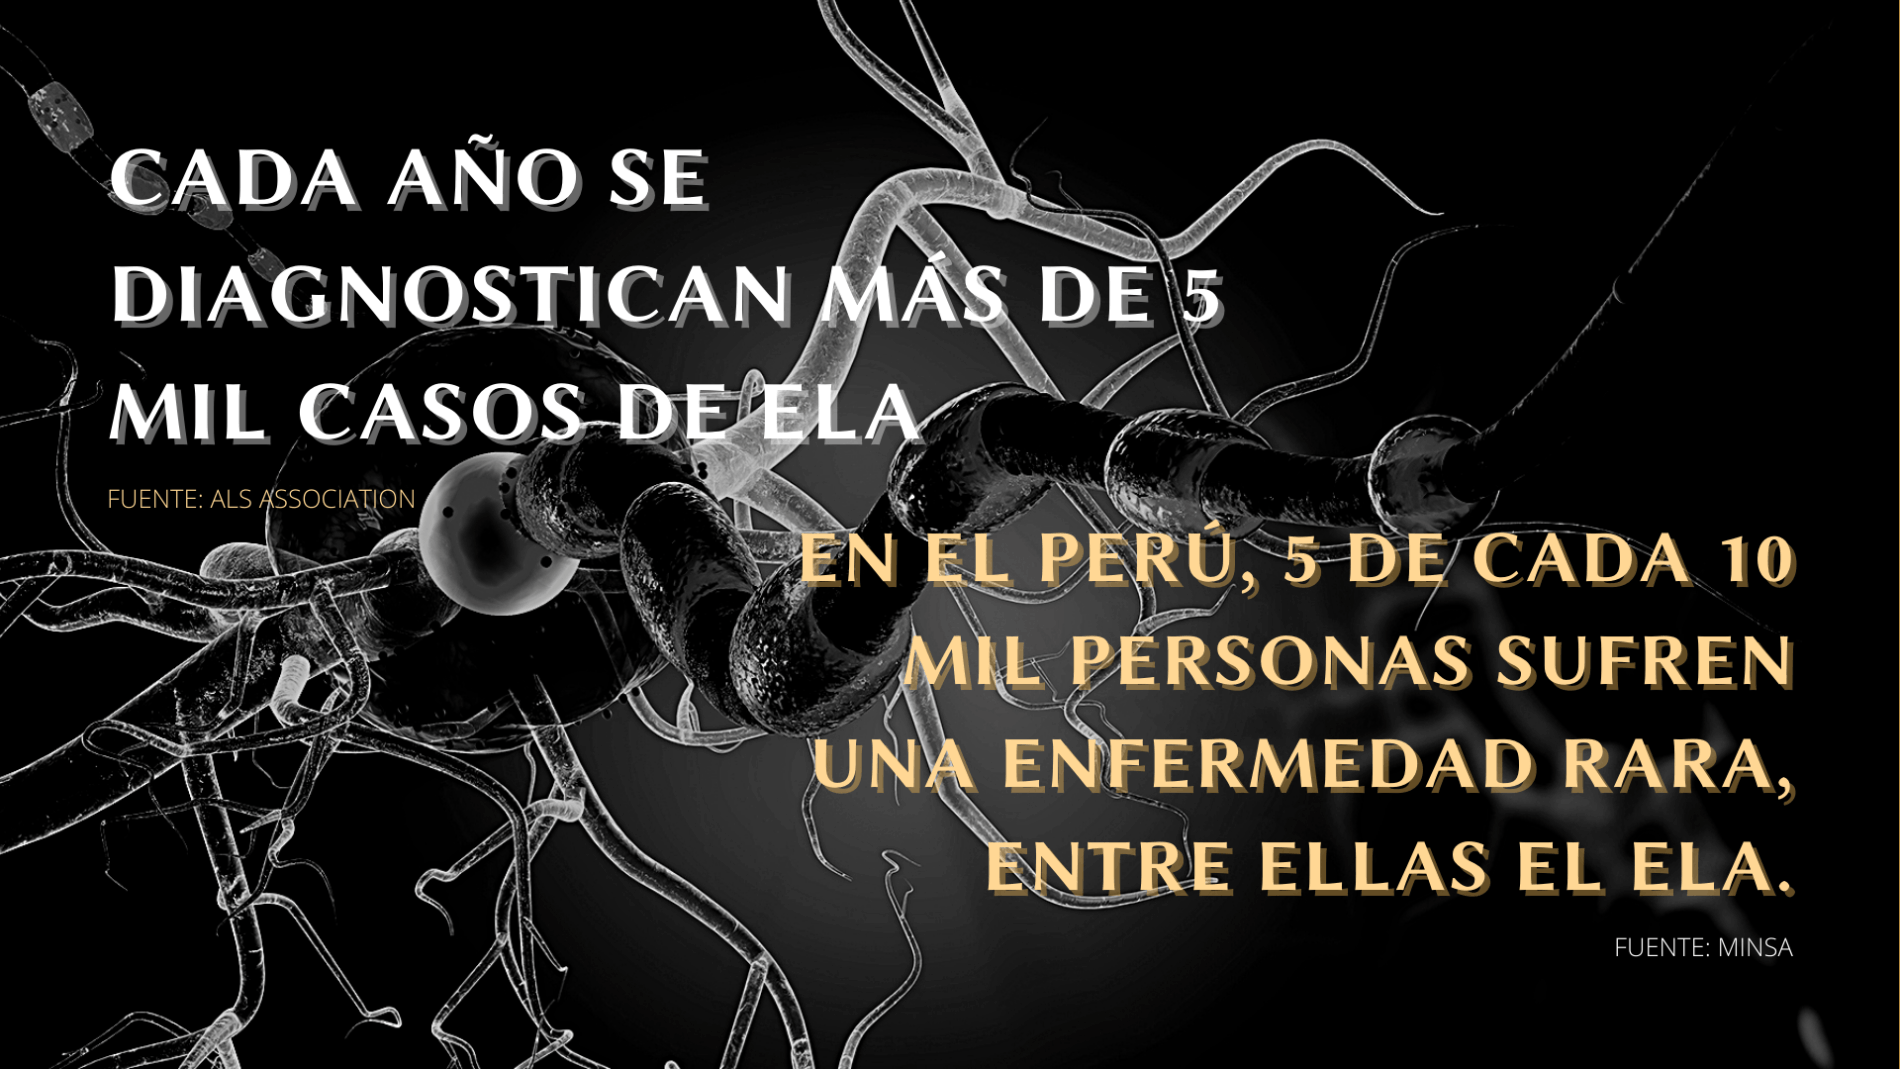 CADA AÑO SE
DIAGNOSTICAN MÁS DE 5
MIL CASOS DE ELA
FUENTE: ALS ASSOCIATION
EN EL PERÚ, 5 DE CADA 10
MIL PERSONAS SUFREN
UNA ENFERMEDAD RARA,
ENTRE ELLAS EL ELA.
FUENTE: MINSA